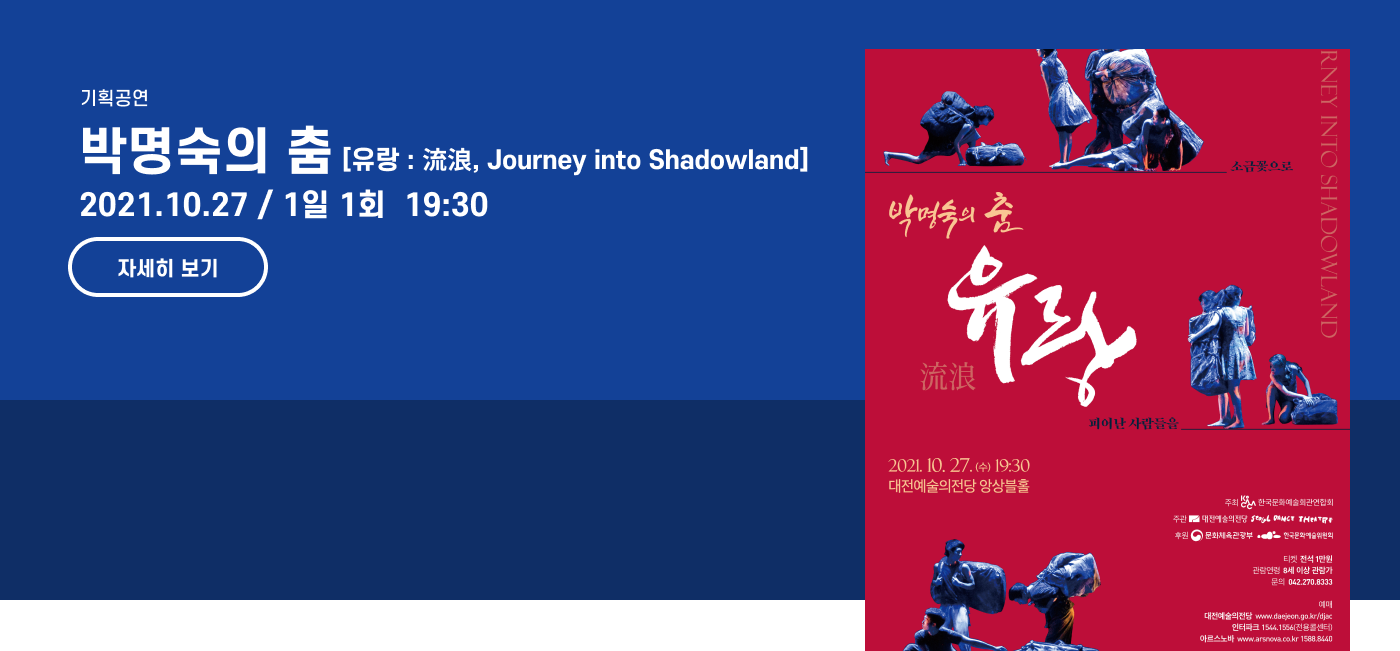 기획공연
박명숙의 춤 [유랑 : 流浪, Journey into Shadowland]
2021.10.27 / 1일 1회 19:30
자세히 보기
RNEY INTO SHADOWLAND
소금꽃으로
박명숙의 춤
유랑
流浪
피어난 사람들을
2021. 10. 27. (수) 19:30
대전예술의전당 앙상블홀
주최 한국문화예술회관연합회
주관 대전예술의전당 SEOUL DANCE THEATRE
후원 문화체육관광부 한국문화예술위원회
티켓 전석 1만원
관람연령 8세 이상 관람가
문의 042.270.8333
예매
대전예술의전당 www.daejeon.go.kr/djac
인터파크 1544.1556(전용콜센터)
아르스노바 www.arsnova.co.kr 1588.8440